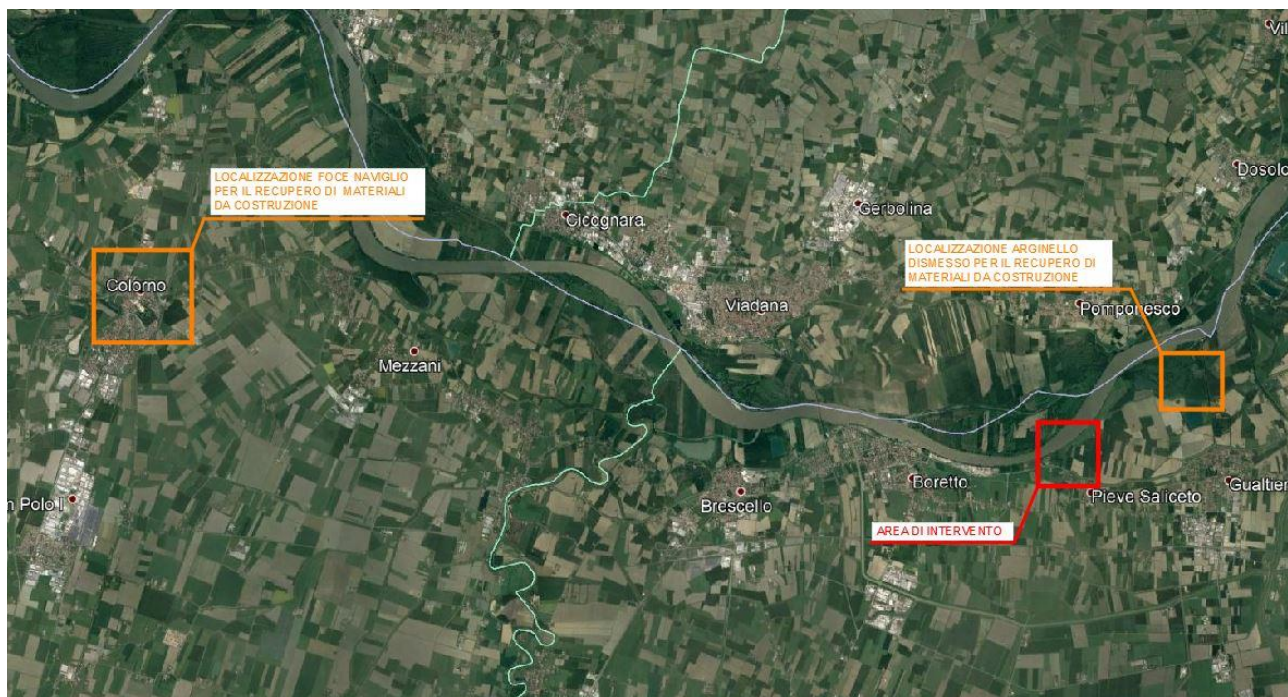 Vil
LOCALIZZAZIONE FOCE NAVIGLIO
PER IL RECUPERO DI MATERIALI
DA COSTRUZIONE
Dosolo
Cicognara
Gerbolina
LOCALIZZAZIONE ARGINELLO
DISMESSO PER IL RECUPERO DI
MATERIALI DA COSTRUZIONE
Colorno
Viadana
Pomponesco
Mezzani
Boretto
Gualtier
n Polo I
Brescello
Pieve Saliceto
AREA DI INTERVENTO